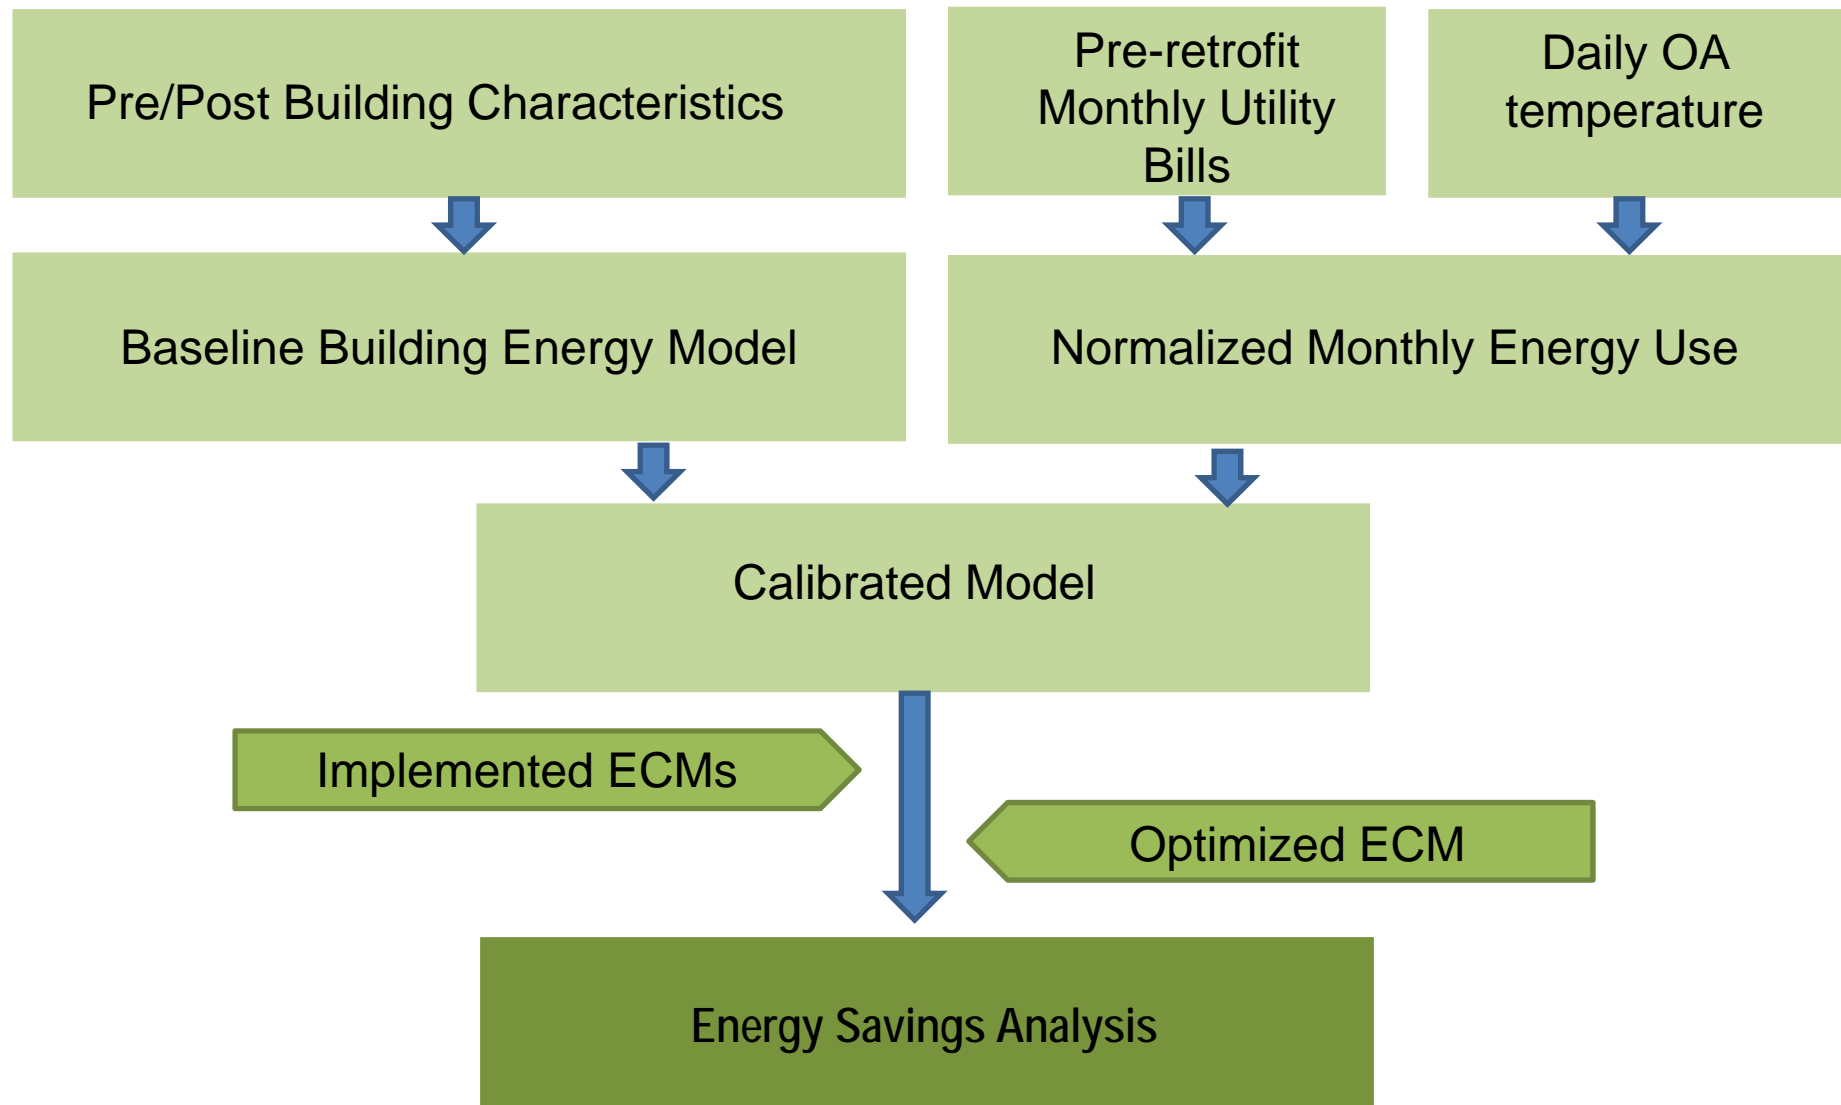 Pre/Post Building Characteristics
Pre-retrofit
Monthly Utility
Bills
Daily OA
temperature
Baseline Building Energy Model
Normalized Monthly Energy Use
Calibrated Model
Implemented ECMs
Optimized ECM
Energy Savings Analysis